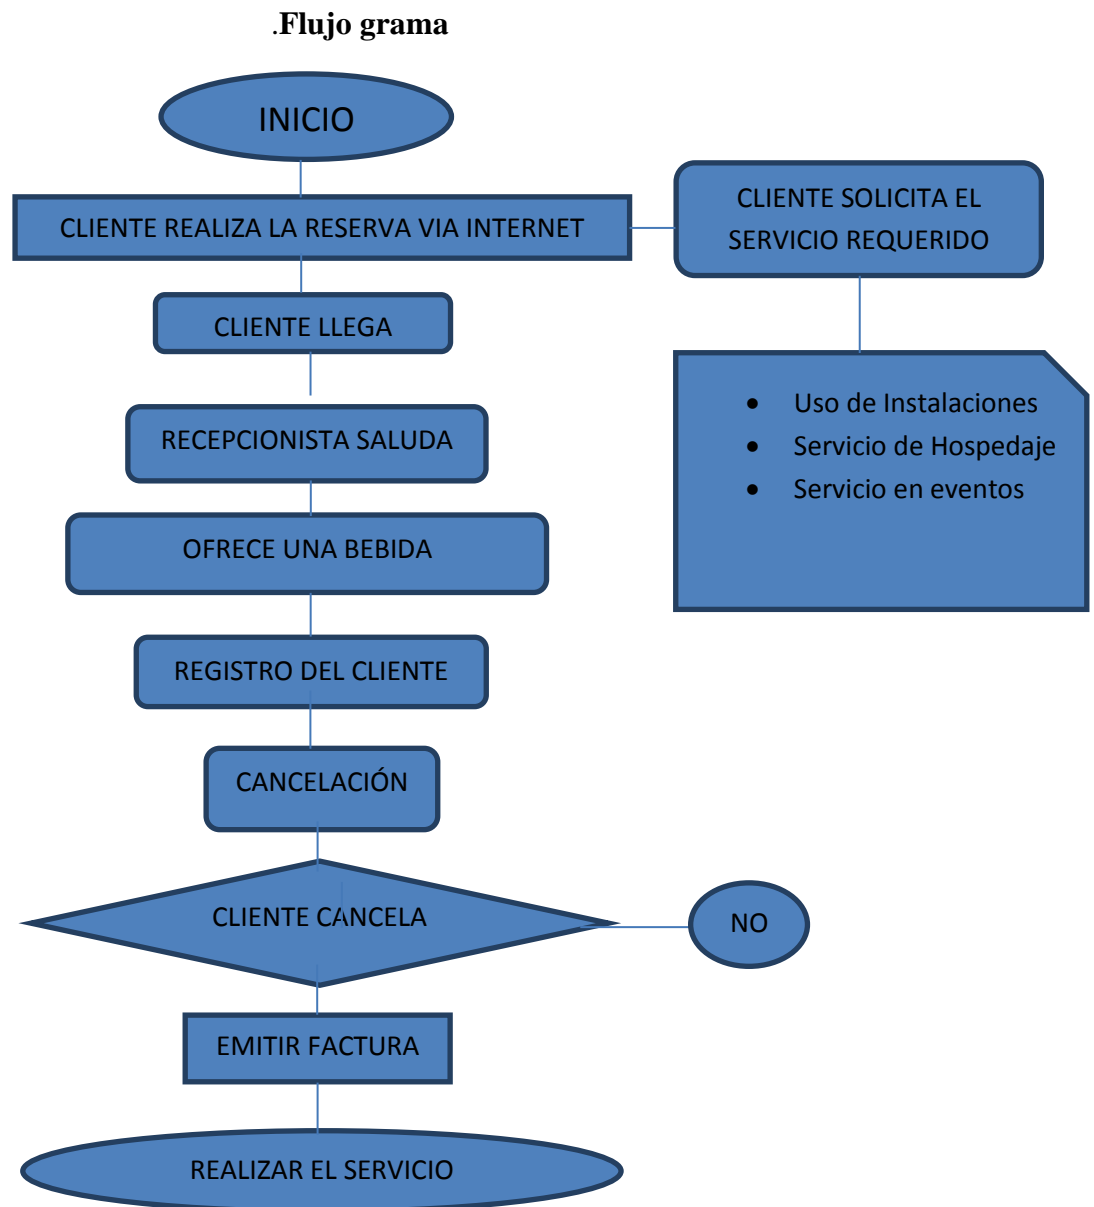 .Flujo grama
INICIO
CLIENTE REALIZA LA RESERVA VIA INTERNET
CLIENTE SOLICITA EL
SERVICIO REQUERIDO
CLIENTE LLEGA
• Uso de Instalaciones
• Servicio de Hospedaje
• Servicio en eventos
RECEPCIONISTA SALUDA
OFRECE UNA BEBIDA
REGISTRO DEL CLIENTE
CANCELACIÓN
CLIENTE CANCELA
NO
EMITIR FACTURA
REALIZAR EL SERVICIO